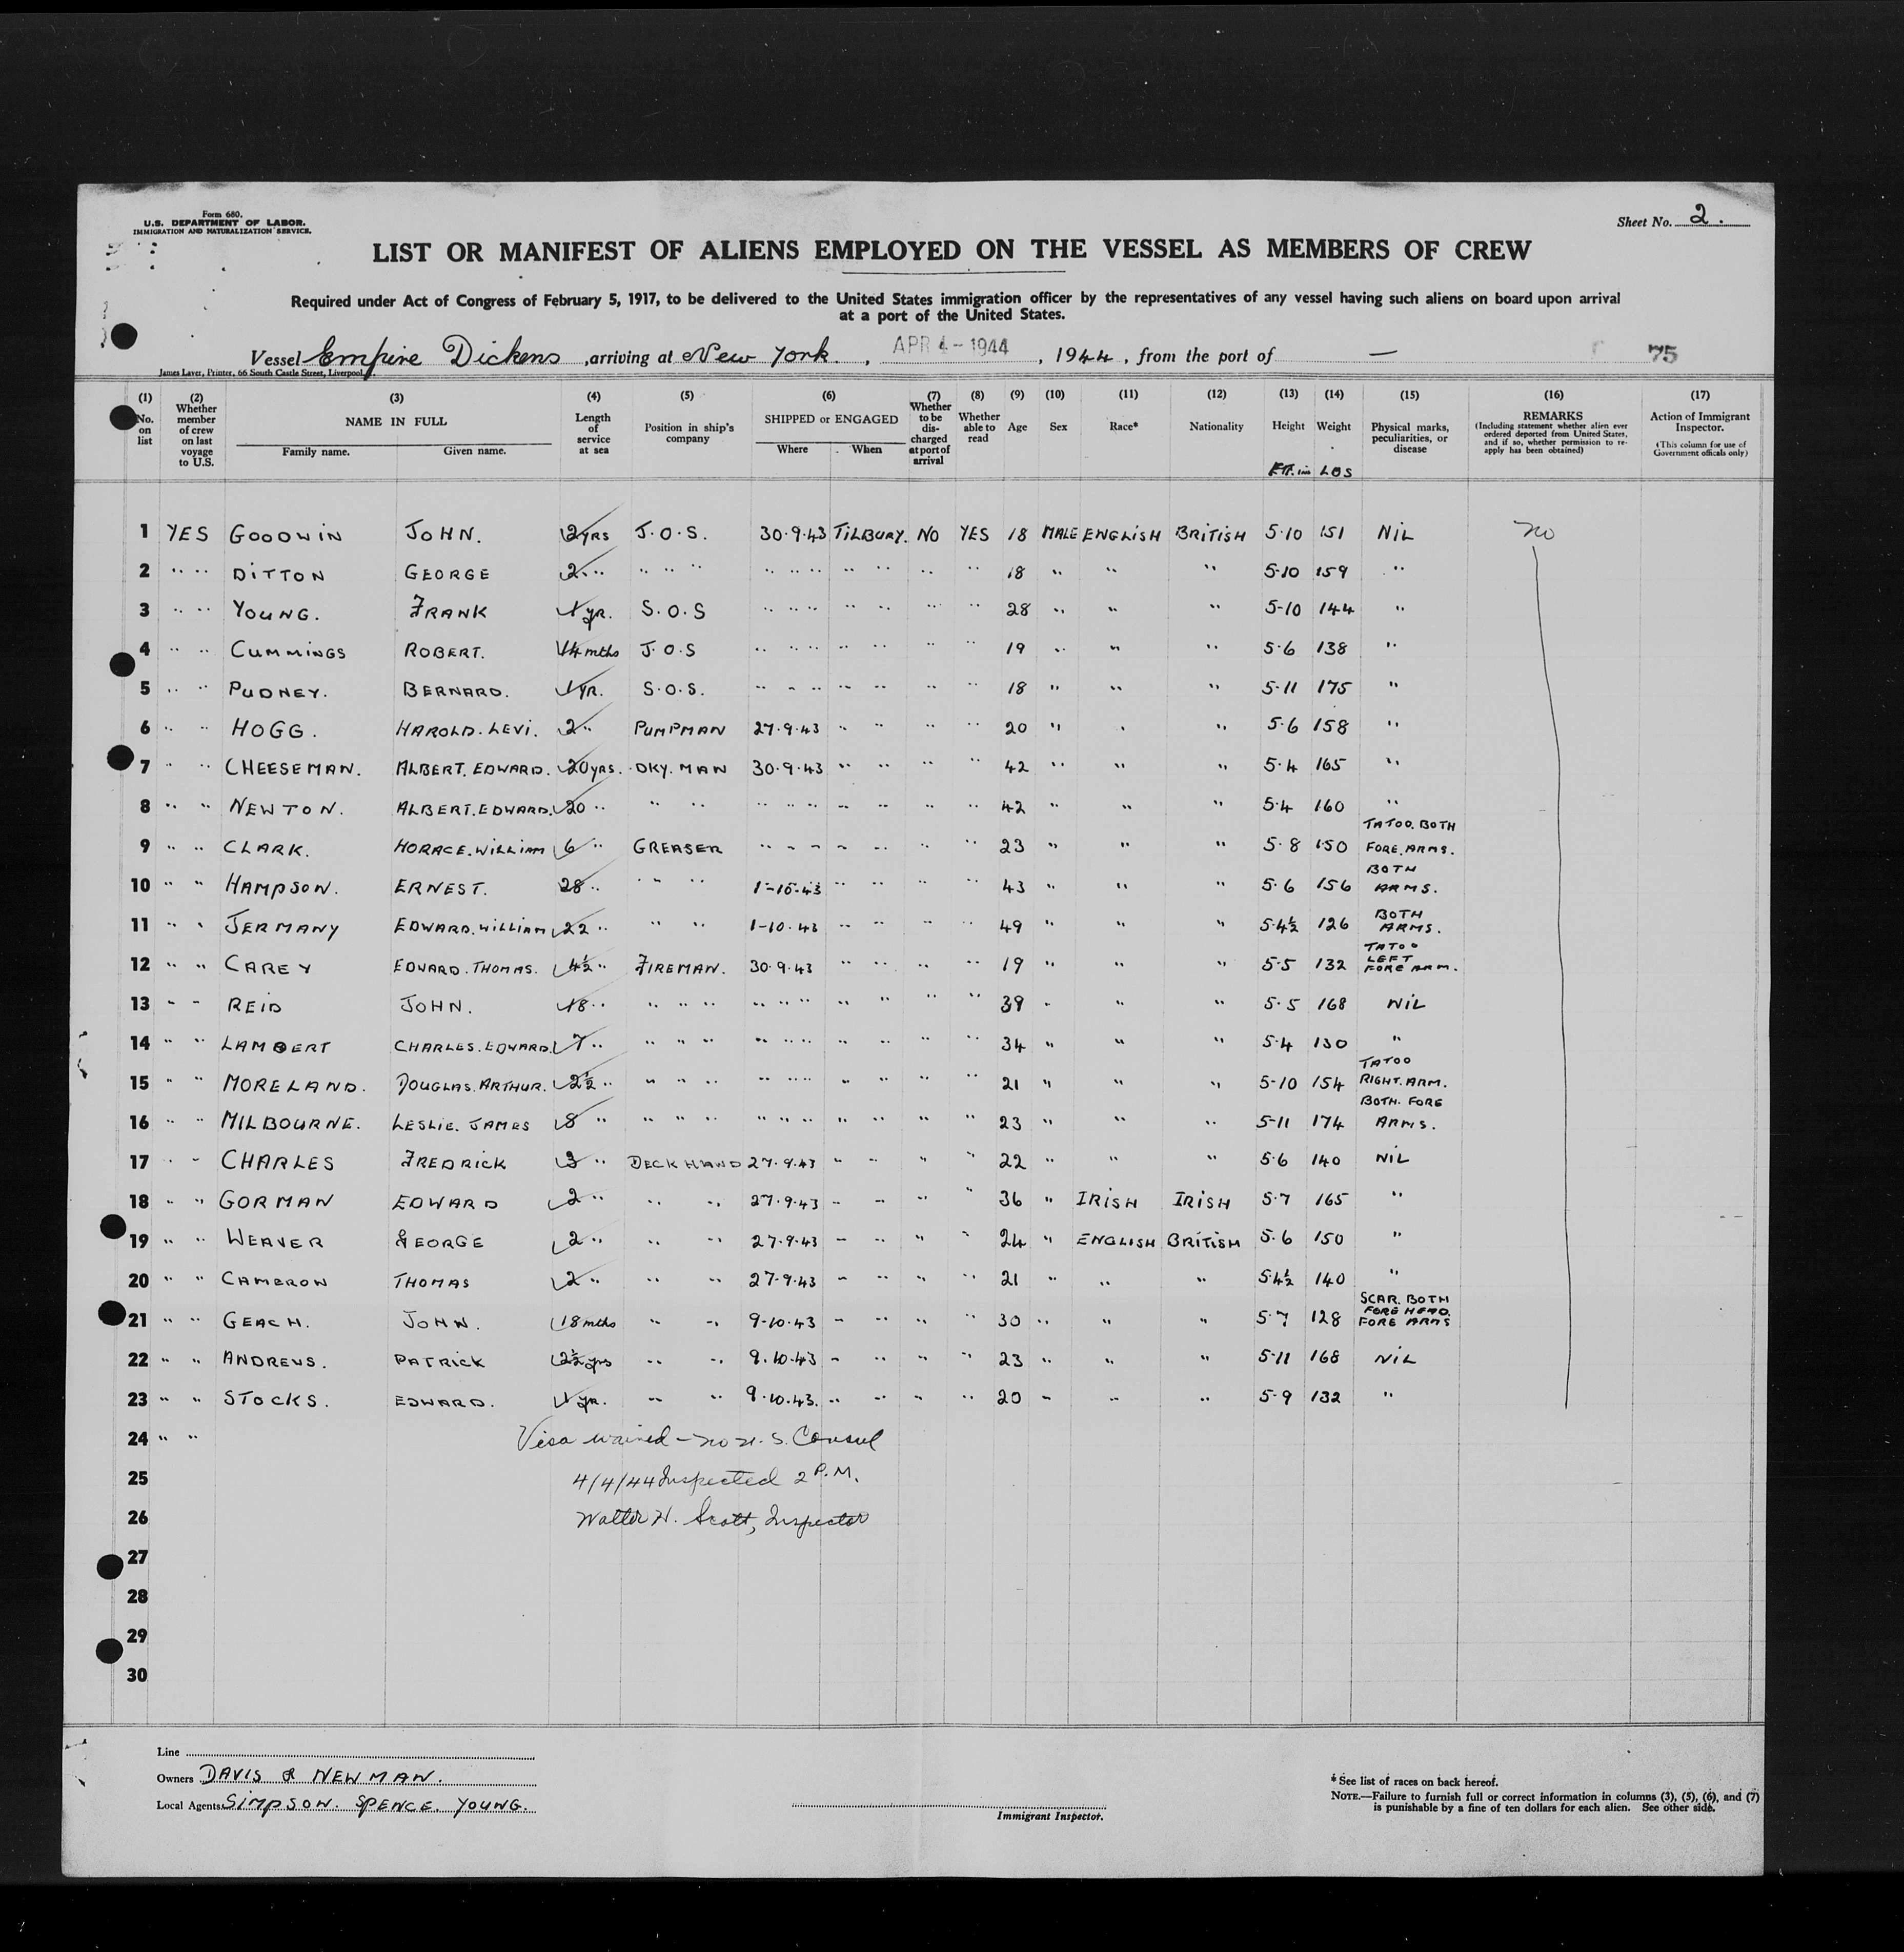 Form 680.
U.S. DEPARTMENT OF LABOR.
IMMIGRATION AND NATURALIZATION SERVICE.
Sheet No. 2.
LIST OR MANIFEST OF ALIENS EMPLOYED ON THE VESSEL AS MEMBERS OF CREW
Required under Act of Congress of February 5, 1917, to be delivered to the United States immigration officer by the representatives of any vessel having such aliens on board upon arrival
at a port of the United States.
Vessel Empire Dickens, arriving at New York, APR 4 - 1944, 1944, from the port of — 75
James Laver, Printer, 66 South Castle Street, Liverpool
(1) No. on list (2) Whether member of crew on last voyage to U.S. (3) NAME IN FULL Family name. Given name. (4) Length of service at sea (5) Position in ship's company (6) SHIPPED or ENGAGED Where When (7) Whether to be discharged at port of arrival (8) Whether able to read (9) Age (10) Sex (11) Race* (12) Nationality (13) Height (14) Weight (15) Physical marks, peculiarities, or disease (16) REMARKS (Including statement whether alien ever ordered deported from United States, and if so, whether permission to re-apply has been obtained) (17) Action of Immigrant Inspector. (This column for use of Government officals only)
FT. in LBS
1 YES GOODWIN JOHN. 2 yrs J.O.S. 30.9.43 TILBURY. NO YES 18 MALE ENGLISH BRITISH 5.10 151 NIL No
2 " " DITTON GEORGE 2 " " " " " " " " " " " " 18 " " " 5-10 159 "
3 " " YOUNG. FRANK 1 yr. S.O.S " " " " " " " 28 " " " 5-10 144 "
4 " " CUMMINGS ROBERT. 14 mths J.O.S " " " " " " " 19 " " " 5.6 138 "
5 " " PUDNEY. BERNARD. 1 YR. S.O.S. " " " " " " " 18 " " " 5-11 175 "
6 " " HOGG. HAROLD. LEVI. 2 " PUMPMAN 27.9.43 " " " " 20 " " " 5.6 158 "
7 " " CHEESEMAN. ALBERT. EDWARD. 20 yrs. DKY. MAN 30.9.43 " " " " 42 " " " 5.4 165 "
8 " " NEWTON. ALBERT. EDWARD. 20 " " " " " " " " " " 42 " " " 5.4 160 "
9 " " CLARK. HORACE. WILLIAM 6 " GREASER " " " " " " " 23 " " " 5.8 150 TATOO. BOTH FORE. ARMS.
10 " " HAMPSON. ERNEST. 28 " " " " 1-10-43 " " " " 43 " " " 5.6 156 BOTH ARMS.
11 " " JERMANY EDWARD. WILLIAM 22 " " " 1-10.43 " " " " 49 " " " 5.4½ 126 BOTH ARMS.
12 " " CAREY EDWARD. THOMAS. 4½ " FIREMAN. 30.9.43 " " " " 19 " " " 5.5 132 TATOO LEFT FORE ARM.
13 " " REID JOHN. 18 " " " " " " " " " " " 39 " " " 5.5 168 NIL
14 " " LAMBERT CHARLES. EDWARD. 7 " " " " " " " " " " " 34 " " " 5.4 130 "
15 " " MORELAND. DOUGLAS. ARTHUR. 2½ " " " " " " " " " " " 21 " " " 5-10 154 TATOO RIGHT. ARM.
16 " " MILBOURNE. LESLIE. JAMES 8 " " " " " " " " " " " " 23 " " " 5-11 174 BOTH. FORE ARMS.
17 " " CHARLES FREDRICK 3 " DECK HAND 27.9.43 " " " " 22 " " " 5.6 140 NIL
18 " " GORMAN EDWARD 2 " " " 27.9.43 " " " " 36 " IRISH IRISH 5.7 165 "
19 " " WEAVER GEORGE 2 " " " 27.9.43 " " " " 24 " ENGLISH BRITISH 5.6 150 "
20 " " CAMERON THOMAS 2 " " " 27.9.43 " " " " 21 " " " 5.4½ 140 "
21 " " GEACH. JOHN. 18 mths " " 9-10.43 " " " " 30 " " " 5.7 128 SCAR. BOTH FORE HEAD. FORE ARMS
22 " " ANDREWS. PATRICK 2½ yrs " " 9.10.43 " " " " 23 " " " 5.11 168 NIL
23 " " STOCKS. EDWARD. 1 yr. " " 9.10.43. " " " " 20 " " " 5.9 132 "
24 " " Visa waived - no U.S. Consul
25 4/4/44 Inspected 2 P.M.
26 Walter H. Scott, Inspector
27
28
29
30
Line
Owners DAVIS & NEWMAN.
Local Agents SIMPSON. SPENCE. YOUNG.
Immigrant Inspector.
* See list of races on back hereof.
NOTE.—Failure to furnish full or correct information in columns (3), (5), (6), and (7)
is punishable by a fine of ten dollars for each alien. See other side.